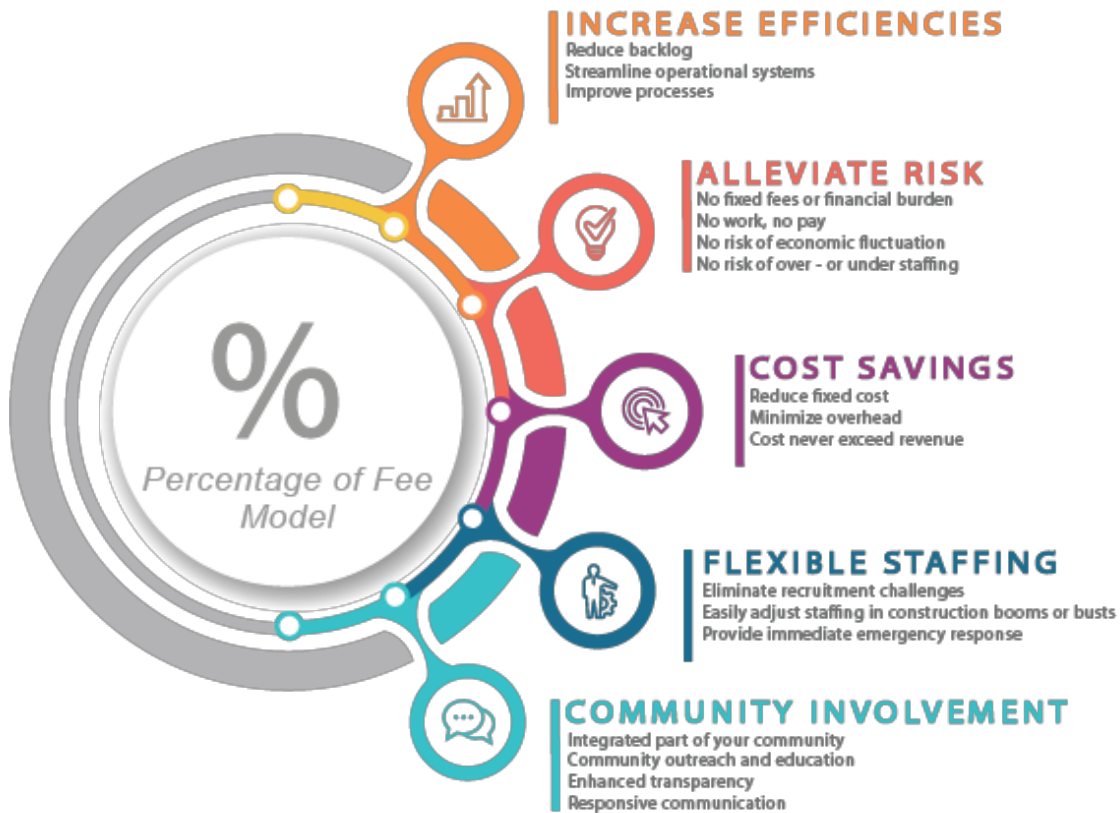 %
Percentage of Fee
Model
INCREASE EFFICIENCIES
Reduce backlog
Streamline operational systems
Improve processes
ALLEVIATE RISK
No fixed fees or financial burden
No work, no pay
No risk of economic fluctuation
No risk of over - or under staffing
COST SAVINGS
Reduce fixed cost
Minimize overhead
Cost never exceed revenue
FLEXIBLE STAFFING
Eliminate recruitment challenges
Easily adjust staffing in construction booms or busts
Provide immediate emergency response
COMMUNITY INVOLVEMENT
Integrated part of your community
Community outreach and education
Enhanced transparency
Responsive communication